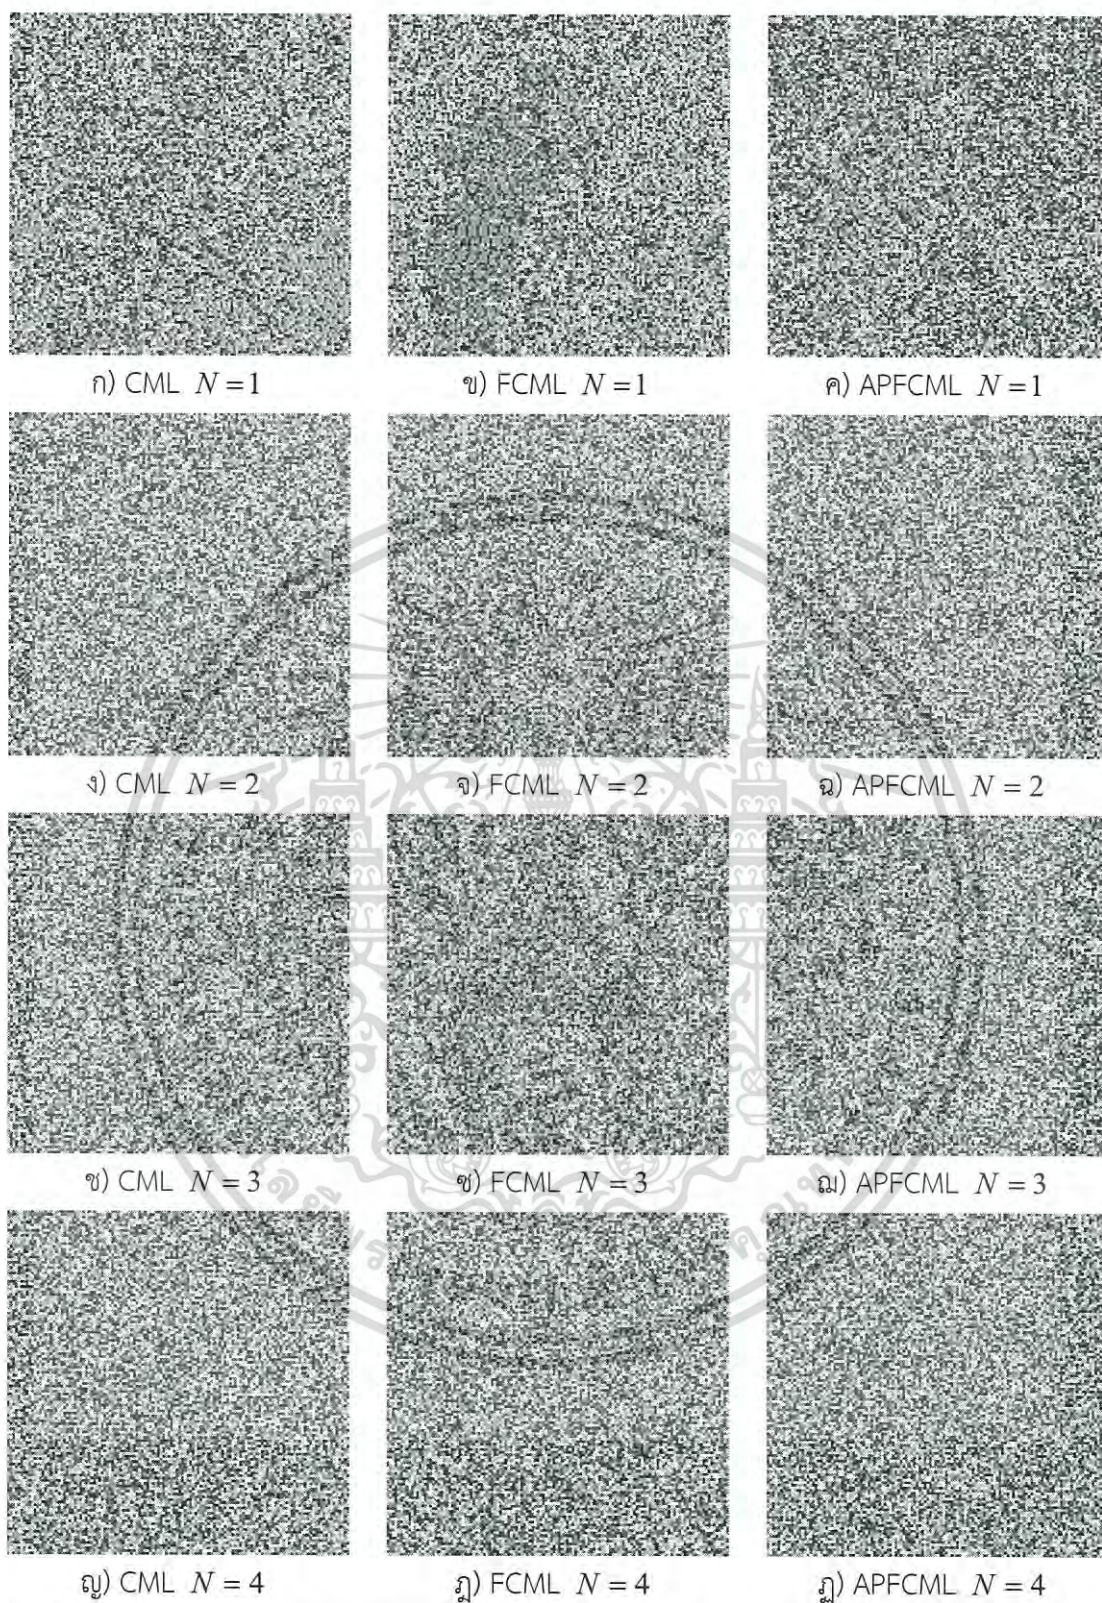 ก) CML N = 1
ข) FCML N = 1
ค) APFCML N = 1
ง) CML N = 2
จ) FCML N = 2
ฉ) APFCML N = 2
ช) CML N = 3
ซ) FCML N = 3
ฌ) APFCML N = 3
ญ) CML N = 4
ฎ) FCML N = 4
ฏ) APFCML N = 4